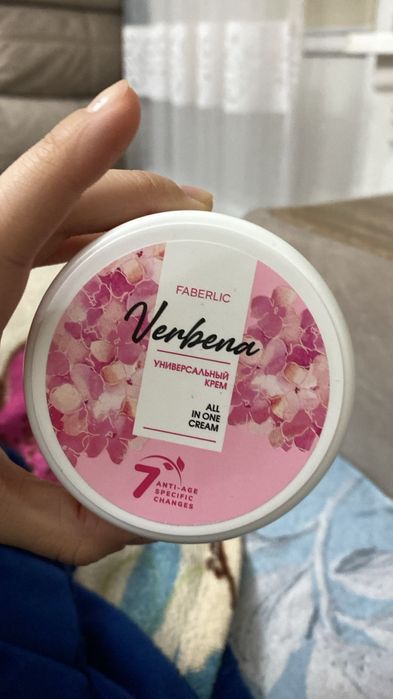 FABERLIC
Verbena
УНИВЕРСАЛЬНЫЙ
КРЕМ
ALL
IN ONE
CREAM
7
ANTI-AGE
SPECIFIC
CHANGES